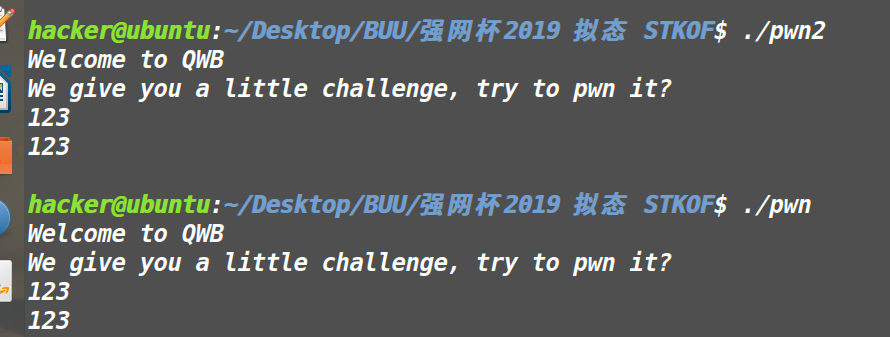 hacker@ubuntu:~/Desktop/BUU/强网杯2019 拟态 STKOF$ ./pwn2
Welcome to QWB
We give you a little challenge, try to pwn it?
123
123
hacker@ubuntu:~/Desktop/BUU/强网杯2019 拟态 STKOF$ ./pwn
Welcome to QWB
We give you a little challenge, try to pwn it?
123
123